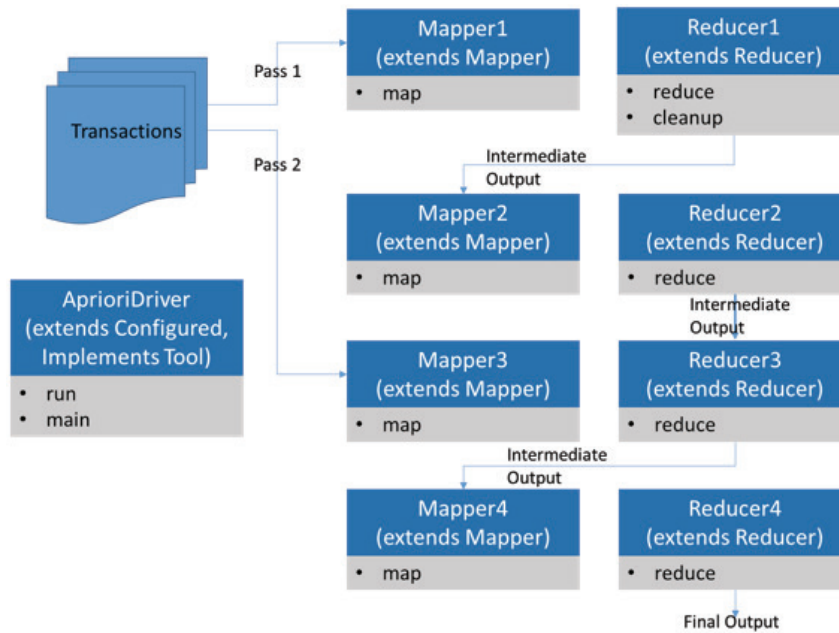 Mapper1
(extends Mapper)
• map
Reducer1
(extends Reducer)
• reduce
• cleanup
Pass 1
Transactions
Pass 2
Intermediate
Output
Mapper2
(extends Mapper)
• map
Reducer2
(extends Reducer)
• reduce
AprioriDriver
(extends Configured,
Implements Tool)
• run
• main
Intermediate
Output
Mapper3
(extends Mapper)
• map
Reducer3
(extends Reducer)
• reduce
Intermediate
Output
Mapper4
(extends Mapper)
• map
Reducer4
(extends Reducer)
• reduce
Final Output